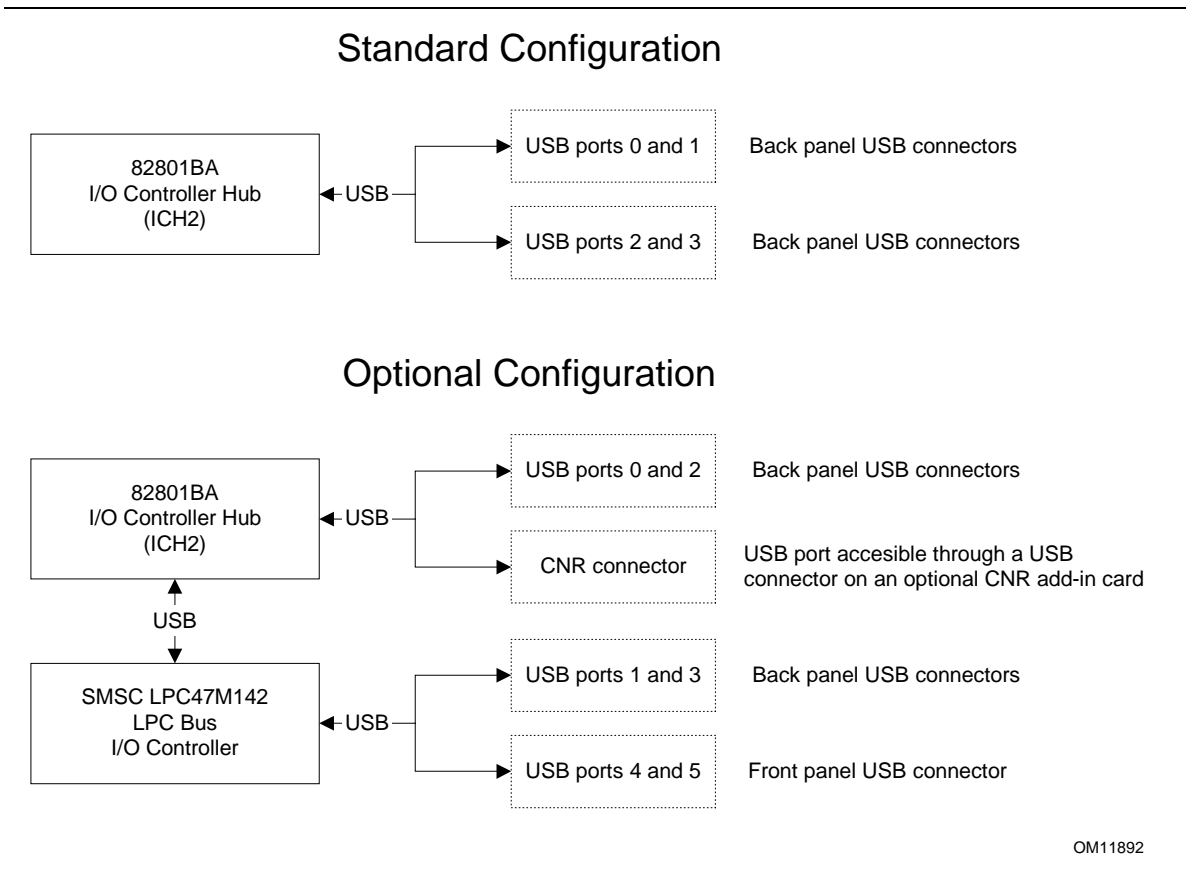 Standard Configuration
82801BA
I/O Controller Hub
(ICH2)
USB
USB ports 0 and 1
Back panel USB connectors
USB ports 2 and 3
Back panel USB connectors
Optional Configuration
82801BA
I/O Controller Hub
(ICH2)
USB
USB ports 0 and 2
Back panel USB connectors
CNR connector
USB port accesible through a USB
connector on an optional CNR add-in card
USB
SMSC LPC47M142
LPC Bus
I/O Controller
USB
USB ports 1 and 3
Back panel USB connectors
USB ports 4 and 5
Front panel USB connector
OM11892